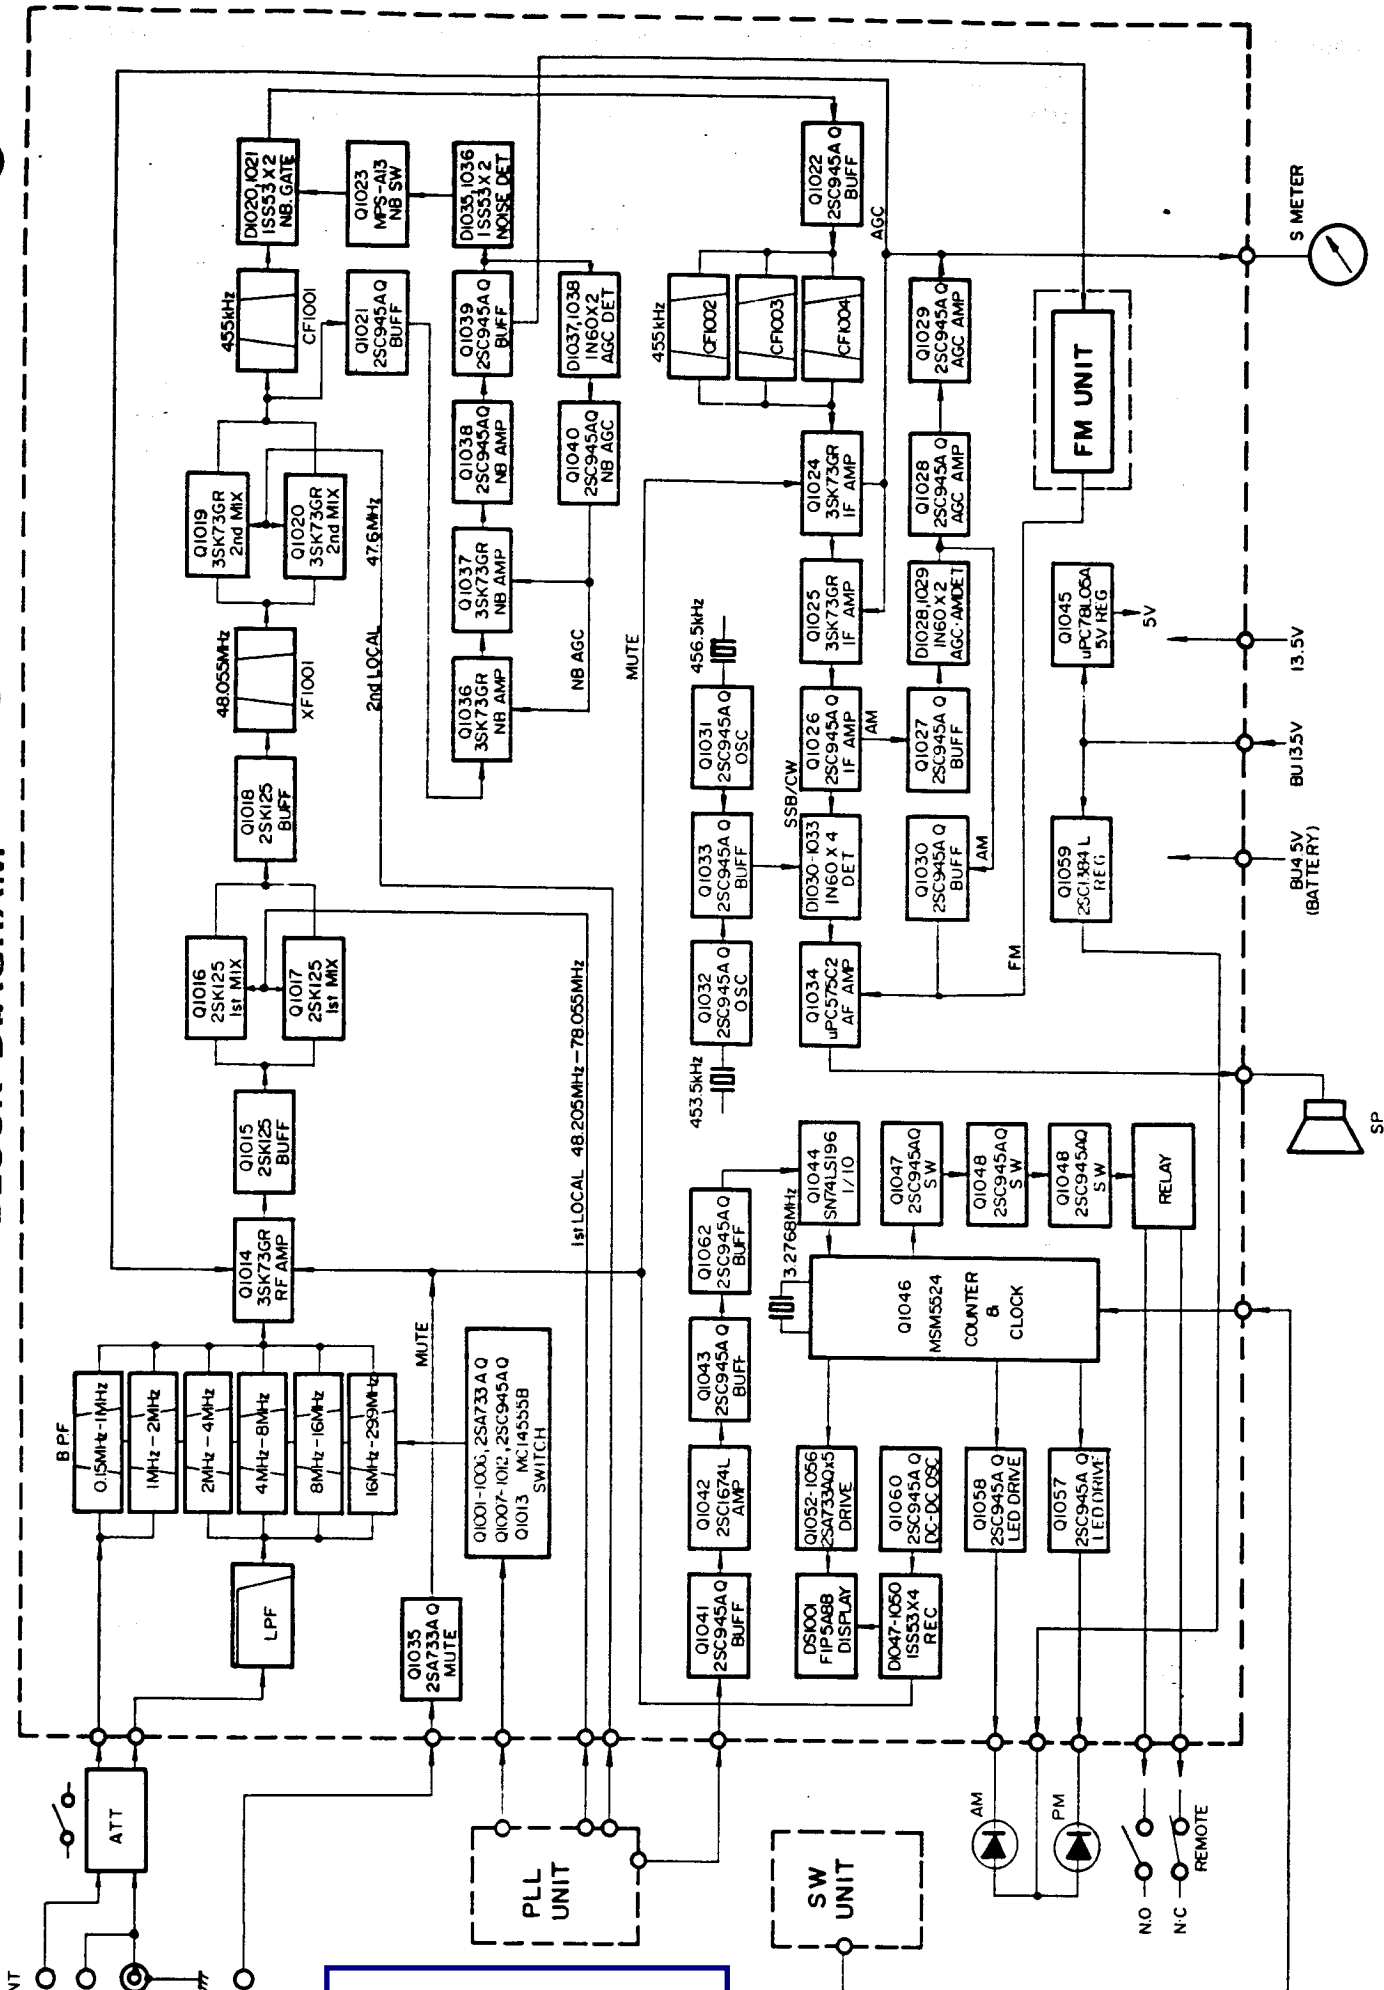 BLOCK DIAGRAM
ATT
B.P.F
0.15MHz-1MHz
1MHz-2MHz
2MHz-4MHz
4MHz-8MHz
8MHz-16MHz
16MHz-29.9MHz
LPF
Q1014
3SK73GR
RF AMP
Q1015
2SK125
BUFF
Q1016
2SK125
1st MIX
Q1017
2SK125
1st MIX
Q1018
2SK125
BUFF
48.055MHz
XF1001
Q1019
3SK73GR
2nd MIX
Q1020
3SK73GR
2nd MIX
455kHz
CF1001
D1020,1021
1SS53X2
NB.GATE
Q1021
2SC945AQ
BUFF
Q1023
MPS-A13
NB SW
2nd LOCAL 47.6MHz
Q1035
2SA733A Q
MUTE
MUTE
Q1001-1006, 2SA733 A Q
Q1007-1012, 2SC945A Q
Q1013 MC14555B
SWITCH
Q1036
3SK73GR
NB AMP
Q1037
3SK73GR
NB AMP
Q1038
2SC945AQ
NB AMP
Q1039
2SC945A Q
BUFF
D1035,1036
1SS53X2
NOISE DET
NB AGC
Q1040
2SC945AQ
NB AGC
D1037,1038
1N60X2
AGC DET
1st LOCAL 48.205MHz-78.055MHz
MUTE
PLL
UNIT
Q1041
2SC945A Q
BUFF
Q1042
2SC1674L
AMP
Q1043
2SC945A Q
BUFF
Q1062
2SC945A Q
BUFF
453.5kHz
Q1032
2SC945A Q
OSC
Q1033
2SC945A Q
BUFF
Q1031
2SC945A Q
OSC
456.5kHz
455kHz
CF1002
CF1003
CF1004
Q1022
2SC945A Q
BUFF
AGC
SW
UNIT
DS1001
FIP5A8B
DISPLAY
Q1052-1056
2SA733AQx5
DRIVE
3.2768MHz
Q1044
SN74LS196
1/10
Q1034
uPC575C2
AF AMP
D1030-1033
1N60 X 4
DET
SSB/CW
Q1026
2SC945A Q
IF AMP
Q1025
3SK73GR
IF AMP
Q1024
3SK73GR
IF AMP
D1047-1050
1SS53X4
REC
Q1060
2SC945A Q
DC-DC OSC
Q1046
MSM5524
COUNTER
&
CLOCK
Q1047
2SC945AQ
SW
Q1030
2SC945A Q
BUFF
AM
AM
Q1027
2SC945A Q
BUFF
D1028,1029
1N60 X 2
AGC·AMDET
Q1028
2SC945A Q
AGC AMP
Q1029
2SC945A Q
AGC AMP
AM
Q1058
2SC945A Q
LED DRIVE
Q1048
2SC945AQ
SW
FM
PM
Q1057
2SC945A Q
LED DRIVE
Q1048
2SC945AQ
SW
Q1059
2SC1384 L
REG
Q1045
uPC78L05A
5V REG
5V
FM UNIT
RELAY
N.O
N.C
REMOTE
SP
BU4.5V
(BATTERY)
BU13.5V
13.5V
S METER